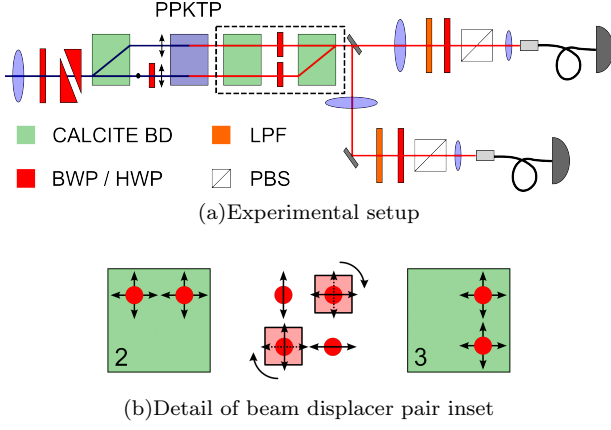 PPKTP
CALCITE BD
LPF
BWP / HWP
PBS
(a)Experimental setup
2
3
(b)Detail of beam displacer pair inset